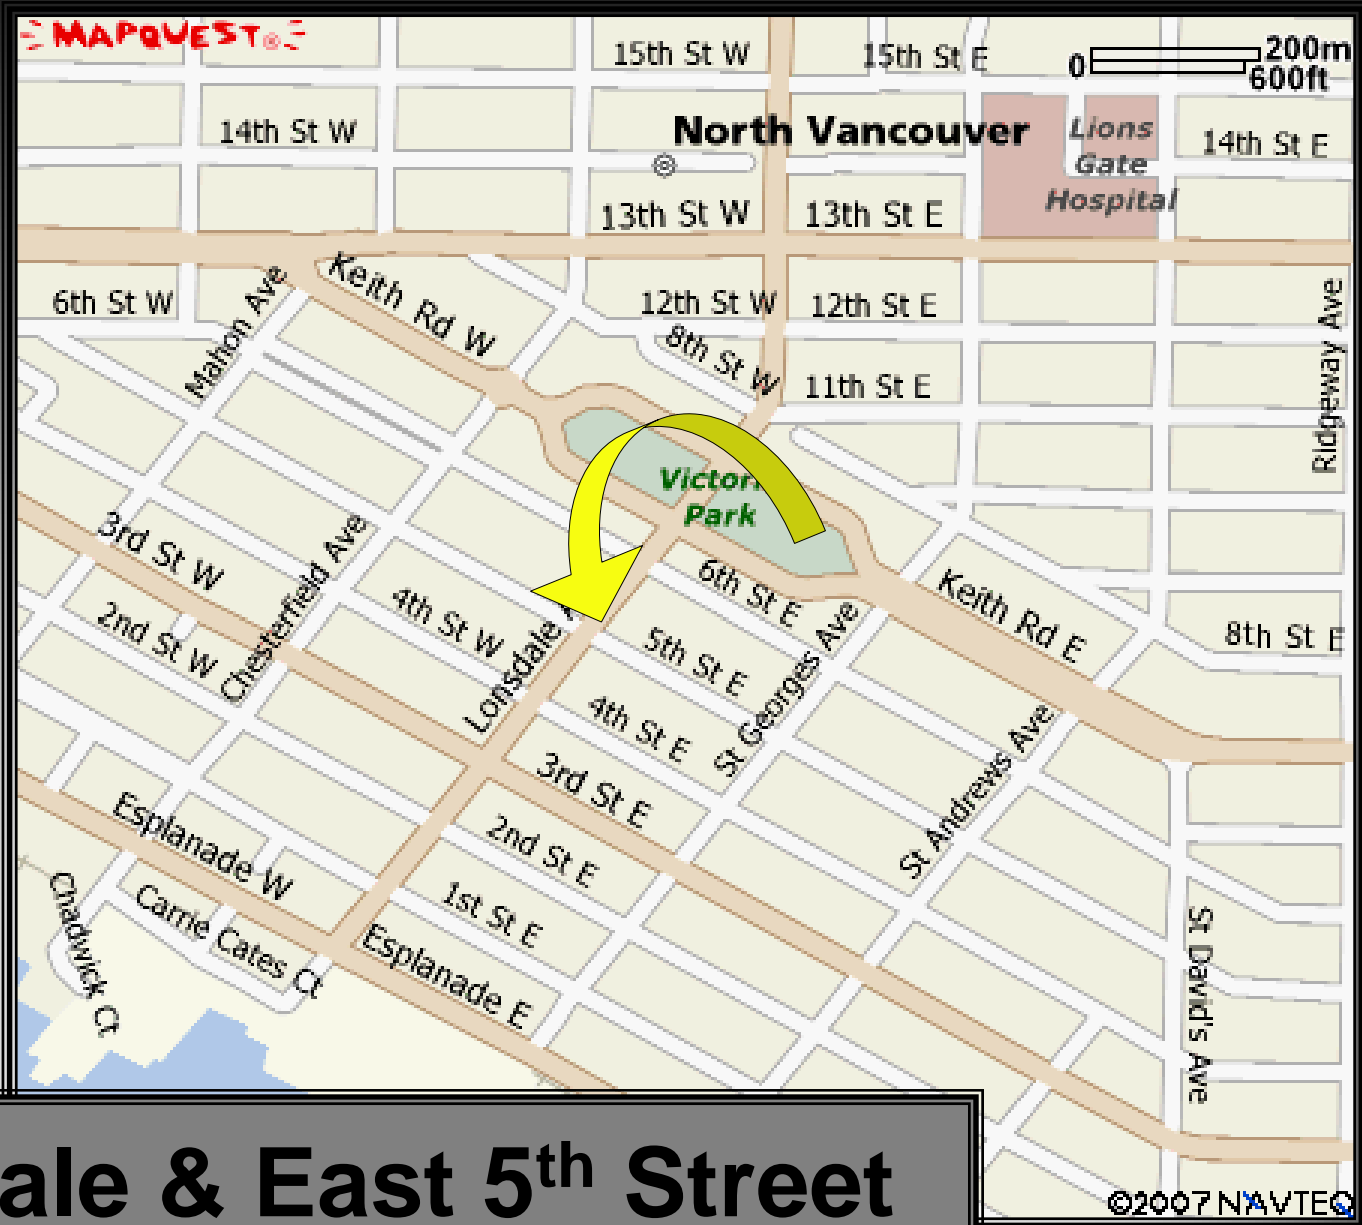 MAPQUEST®
15th St W
15th St E
0
200m
600ft
14th St W
North Vancouver
Lions
Gate
Hospital
14th St E
13th St W
13th St E
Keith Rd W
6th St W
Mahon Ave
12th St W
12th St E
Ridgeway Ave
8th St W
11th St E
Park
3rd St W
Chesterfield Ave
6th St E
Keith Rd E
4th St W
2nd St W
Lonsdale
5th St E
St Georges Ave
8th St E
4th St E
St Andrews Ave
3rd St E
Esplanade W
2nd St E
Chadwick Ct
Carrie Cates Ct
1st St E
St David's Ave
Esplanade E
ale & East 5th Street
©2007 NAVTEQ